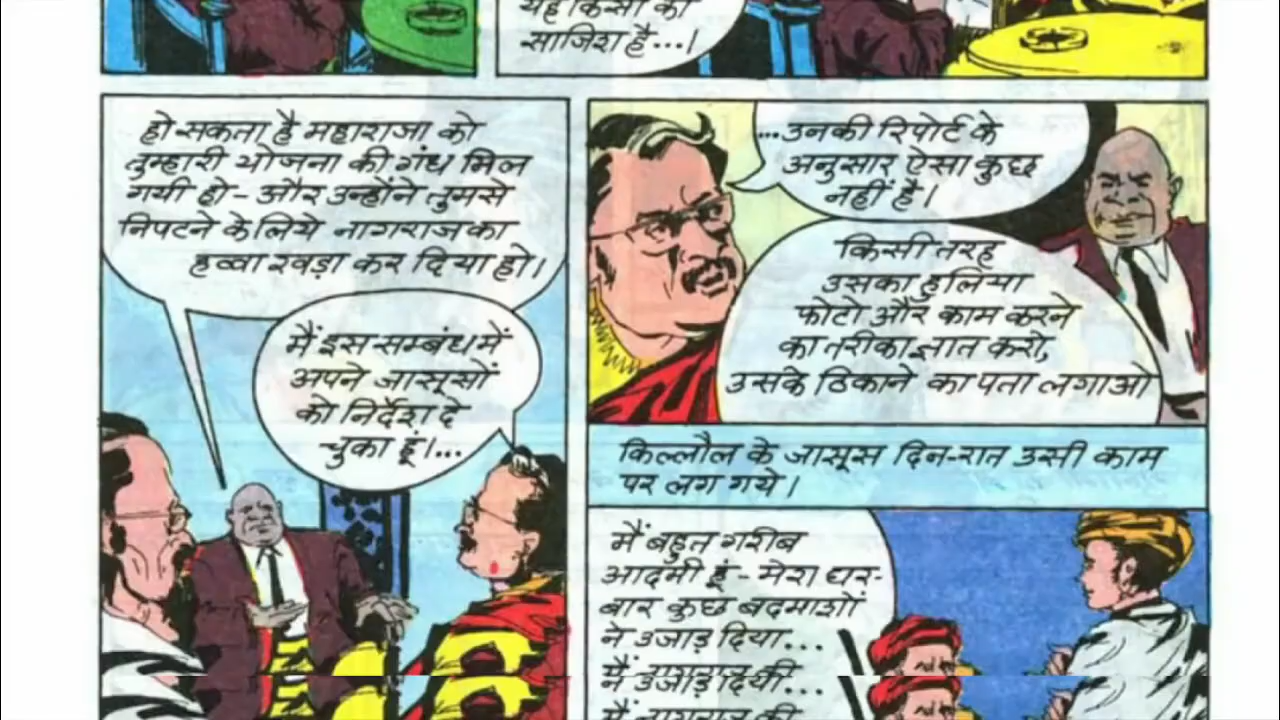 यह किसी की
साजिश है...।
हो सकता है महाराजा को
तुम्हारी योजना की गंध मिल
गयी हो- और उन्होंने तुमसे
निपटने के लिये नागराज का
हव्वा खड़ा कर दिया हो।
मैं इस सम्बंध में
अपने जासूसों
को निर्देश दे
चुका हूं।...
...उनकी रिपोर्ट के
अनुसार ऐसा कुछ
नहीं है।
किसी तरह
उसका हुलिया
फोटो और काम करने
का तरीका ज्ञात करो,
उसके ठिकाने का पता लगाओ
किल्लौल के जासूस दिन-रात उसी काम
पर लग गये।
मैं बहुत गरीब
आदमी हूं- मेरा घर-
बार कुछ बदमाशों
ने उजाड़ दिया...
मैं नागराज की
ने उजाड़ दिया...
मैं नागराज की